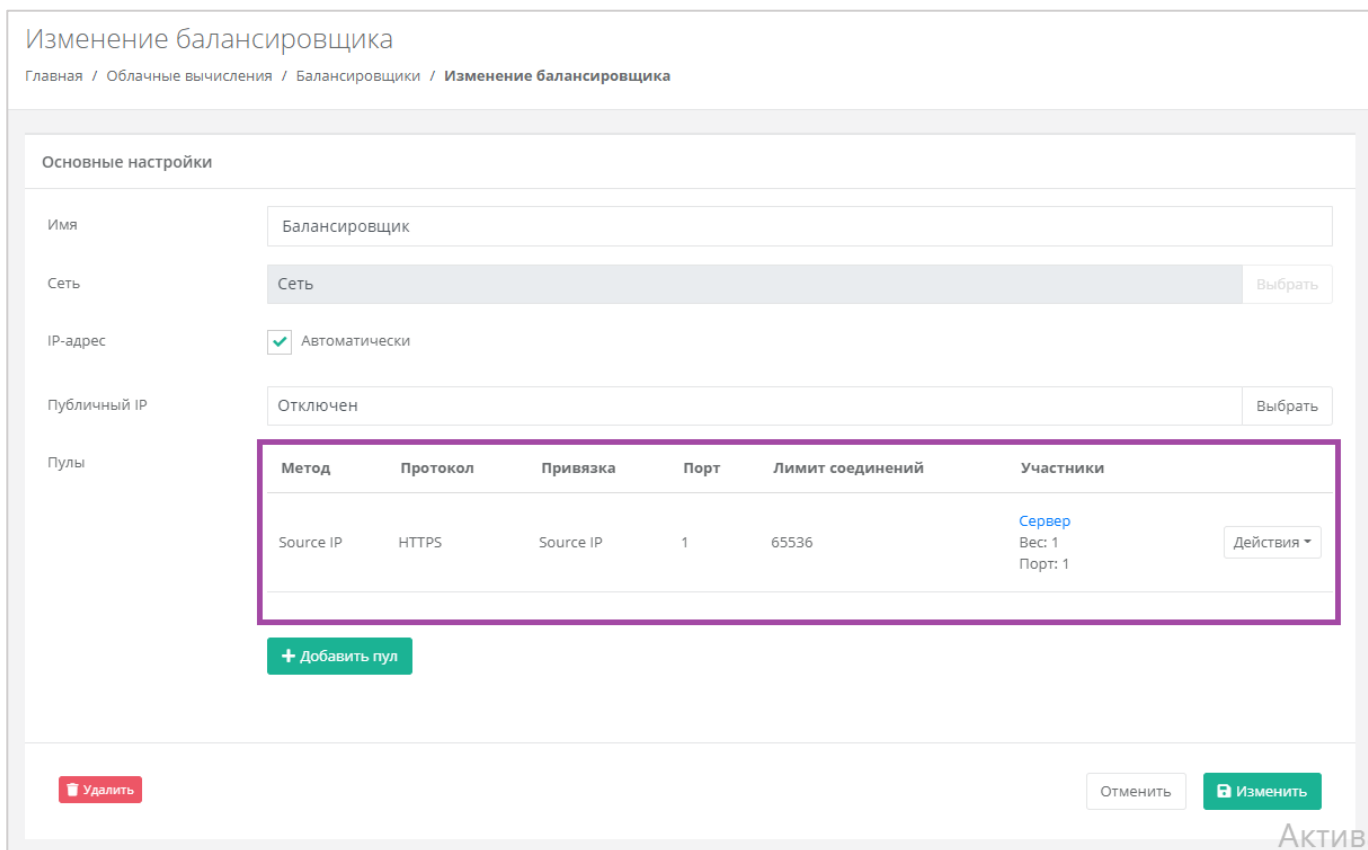 Изменение балансировщика
Главная / Облачные вычисления / Балансировщики / Изменение балансировщика
Основные настройки
Имя
Балансировщик
Сеть
Сеть
Выбрать
IP-адрес
Автоматически
Публичный IP
Отключен
Выбрать
Пулы
Метод Протокол Привязка Порт Лимит соединений Участники
Source IP HTTPS Source IP 1 65536
Сервер
Вес: 1
Порт: 1
Действия
+ Добавить пул
Удалить
Отменить
Изменить
Актив